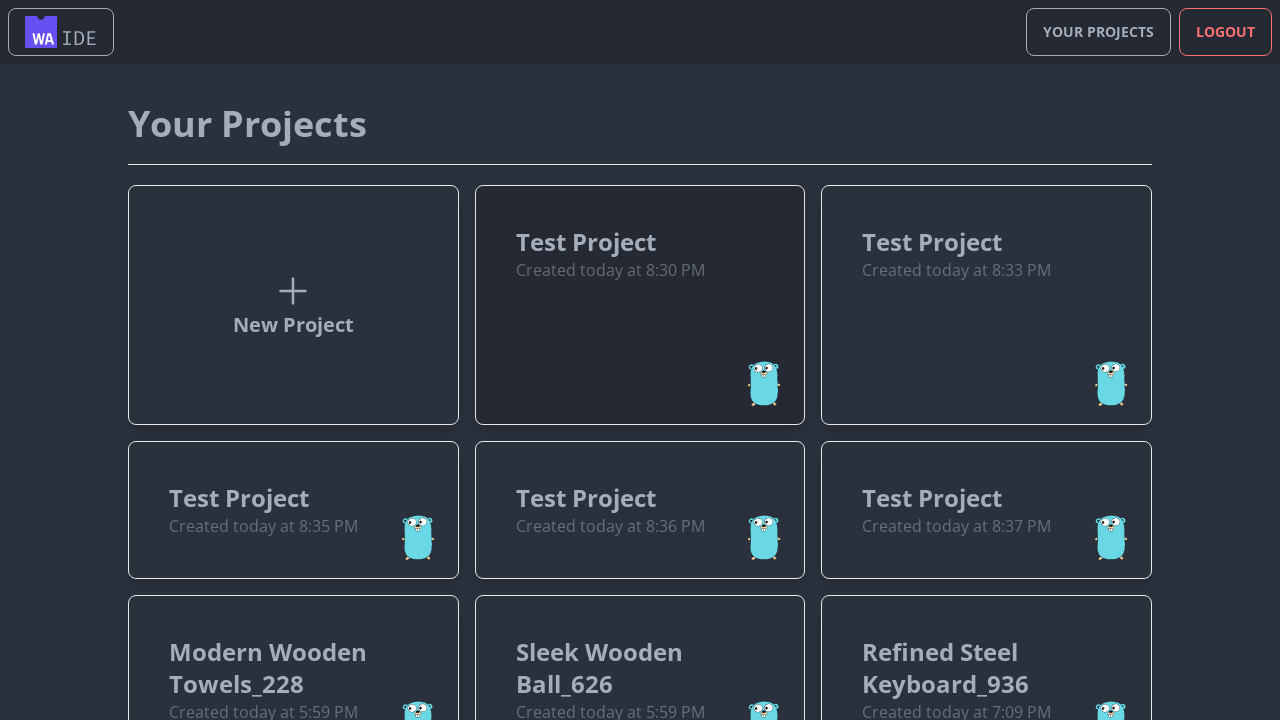 WA IDE
YOUR PROJECTS
LOGOUT
Your Projects
New Project
Test Project
Created today at 8:30 PM
Test Project
Created today at 8:33 PM
Test Project
Created today at 8:35 PM
Test Project
Created today at 8:36 PM
Test Project
Created today at 8:37 PM
Modern Wooden
Towels_228
Created today at 5:59 PM
Sleek Wooden
Ball_626
Created today at 5:59 PM
Refined Steel
Keyboard_936
Created today at 7:09 PM